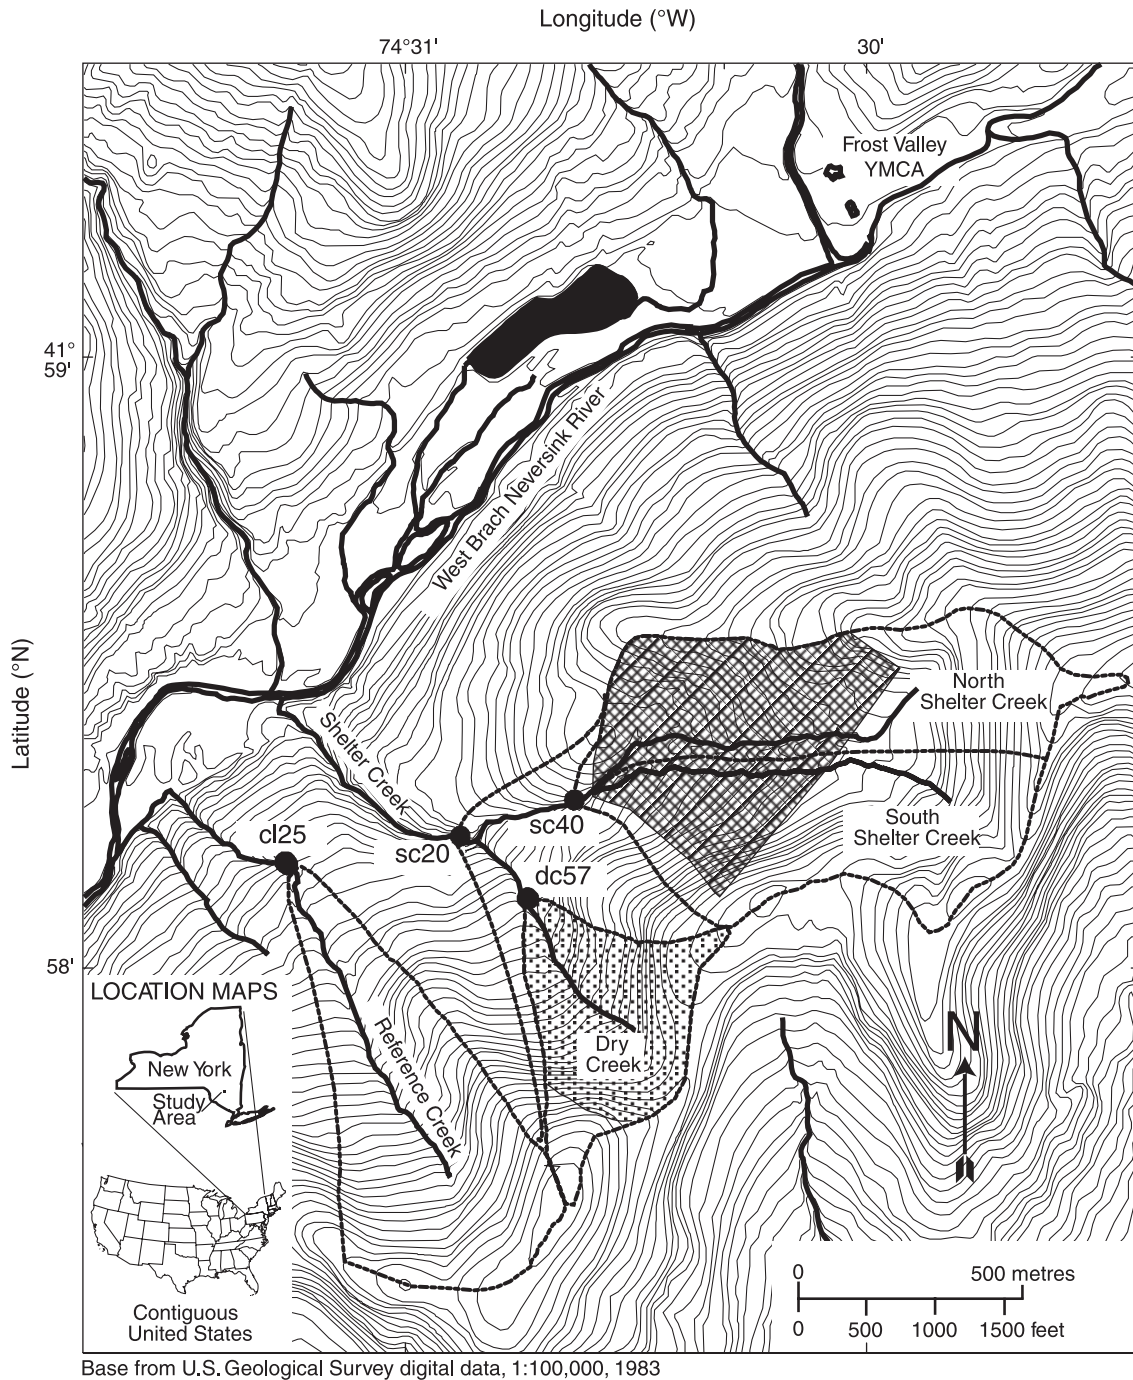 Longitude (°W)
74°31'
30'
Frost Valley
YMCA
41°
59'
West Brach Neversink River
Latitude (°N)
North
Shelter Creek
Shelter Creek
South
Shelter Creek
sc40
cl25
sc20
dc57
58'
LOCATION MAPS
New York
Study
Area
Reference Creek
Dry
Creek
N
0
500 metres
0
500
1000
1500 feet
Contiguous
United States
Base from U.S. Geological Survey digital data, 1:100,000, 1983